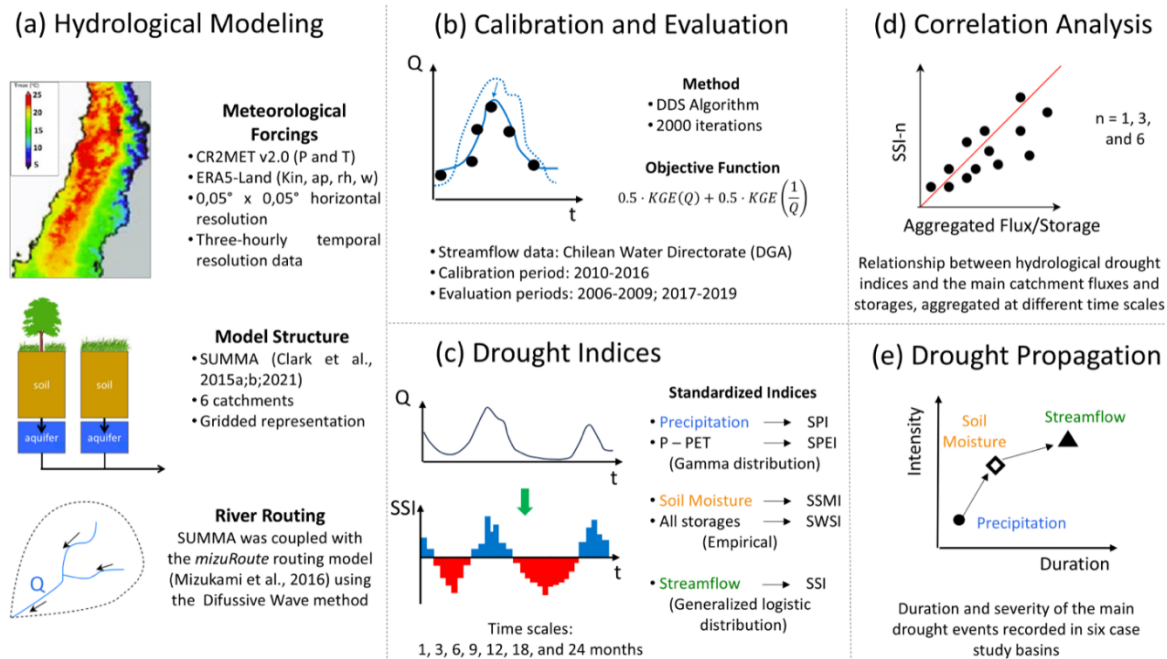 (a) Hydrological Modeling
Tmax (°C)
25
20
15
10
5
Meteorological
Forcings
• CR2MET v2.0 (P and T)
• ERA5-Land (Kin, ap, rh, w)
• 0,05° x 0,05° horizontal
resolution
• Three-hourly temporal
resolution data
soil
soil
aquifer
aquifer
Model Structure
• SUMMA (Clark et al.,
2015a;b;2021)
• 6 catchments
• Gridded representation
Q
River Routing
SUMMA was coupled with
the mizuRoute routing model
(Mizukami et al., 2016) using
the Difussive Wave method
(b) Calibration and Evaluation
Q
t
Method
• DDS Algorithm
• 2000 iterations
Objective Function
0.5 · KGE(Q) + 0.5 · KGE(1/Q)
• Streamflow data: Chilean Water Directorate (DGA)
• Calibration period: 2010-2016
• Evaluation periods: 2006-2009; 2017-2019
(c) Drought Indices
Q
t
SSI
t
Time scales:
1, 3, 6, 9, 12, 18, and 24 months
Standardized Indices
• Precipitation → SPI
• P – PET → SPEI
(Gamma distribution)
• Soil Moisture → SSMI
• All storages → SWSI
(Empirical)
• Streamflow → SSI
(Generalized logistic
distribution)
(d) Correlation Analysis
SSI-n
Aggregated Flux/Storage
n = 1, 3,
and 6
Relationship between hydrological drought
indices and the main catchment fluxes and
storages, aggregated at different time scales
(e) Drought Propagation
Intensity
Soil
Moisture
Streamflow
Precipitation
Duration
Duration and severity of the main
drought events recorded in six case
study basins